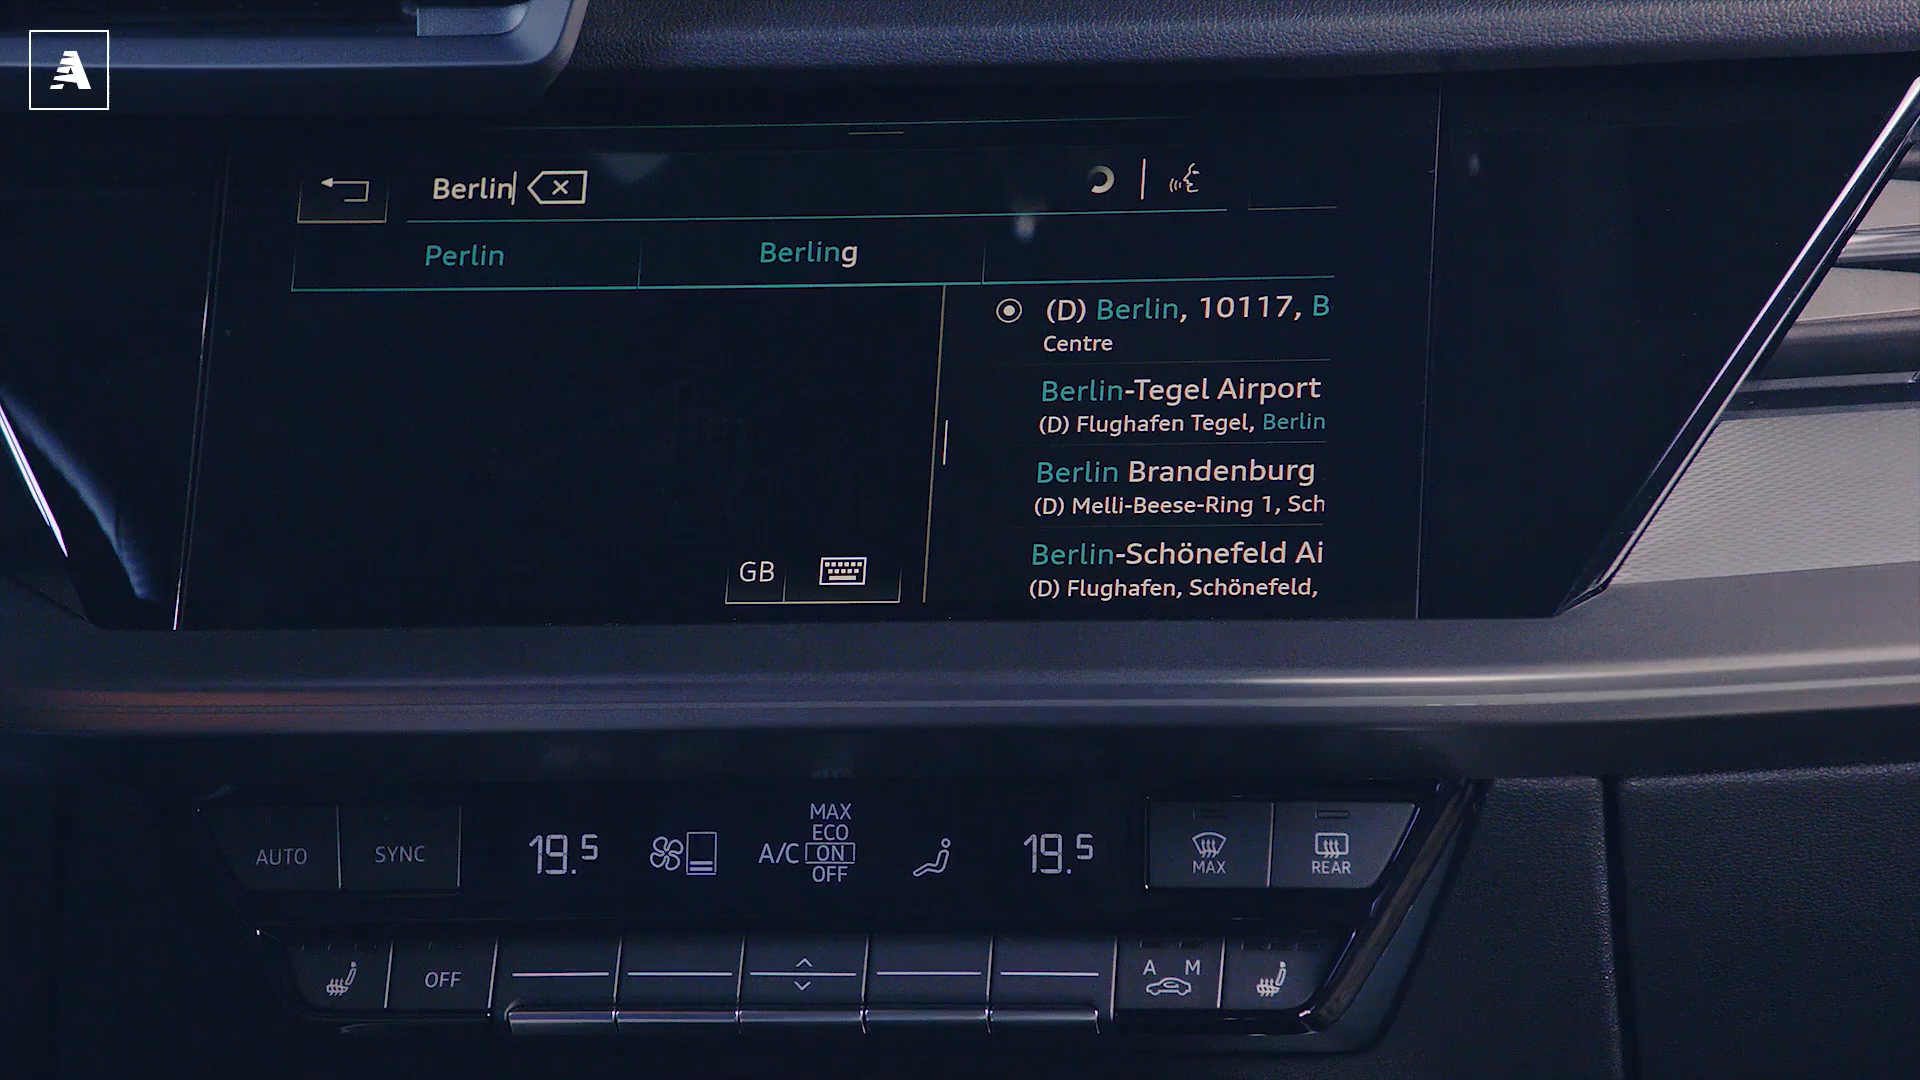 A
Berlin
Perlin
Berling
(D) Berlin, 10117, B
Centre
Berlin-Tegel Airport
(D) Flughafen Tegel, Berlin
Berlin Brandenburg
(D) Melli-Beese-Ring 1, Sch
Berlin-Schönefeld Ai
(D) Flughafen, Schönefeld,
GB
AUTO
SYNC
19.5
A/C
MAX
ECO
ON
OFF
19.5
MAX
REAR
OFF
A M